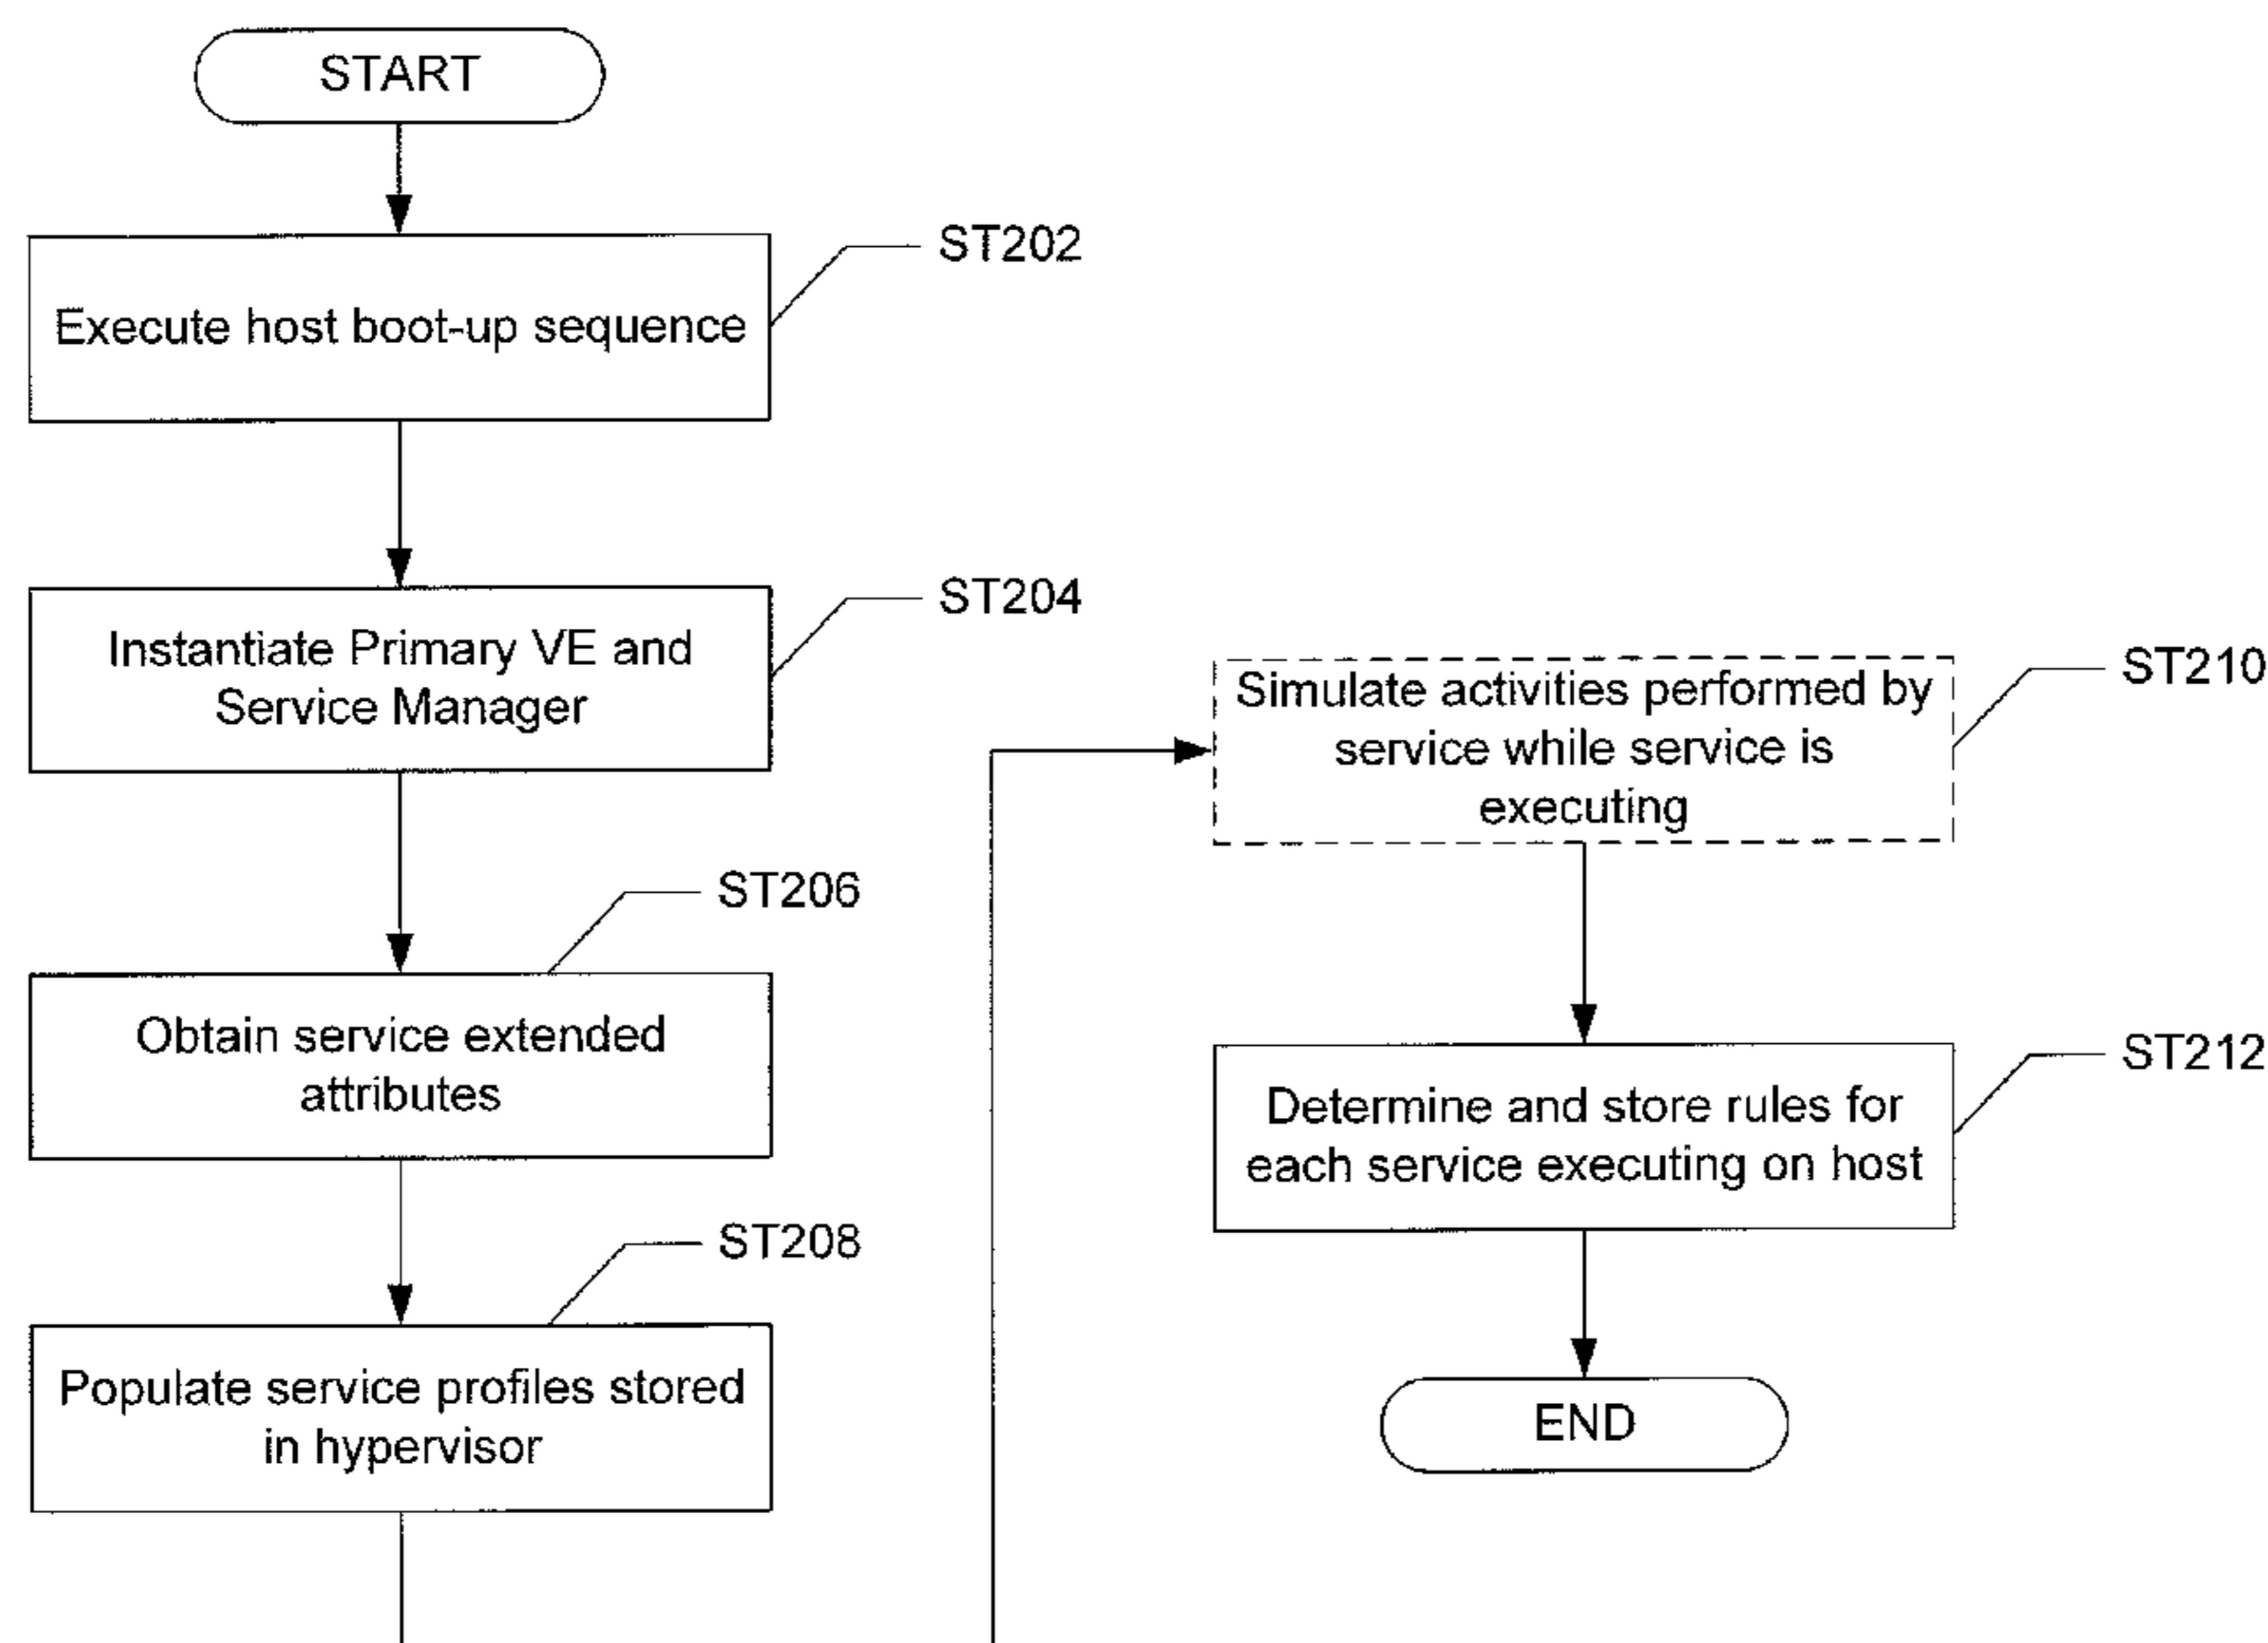 START
ST202
Execute host boot-up sequence
ST204
Instantiate Primary VE and
Service Manager
ST206
Obtain service extended
attributes
ST208
Populate service profiles stored
in hypervisor
ST210
Simulate activities performed by
service while service is
executing
ST212
Determine and store rules for
each service executing on host
END